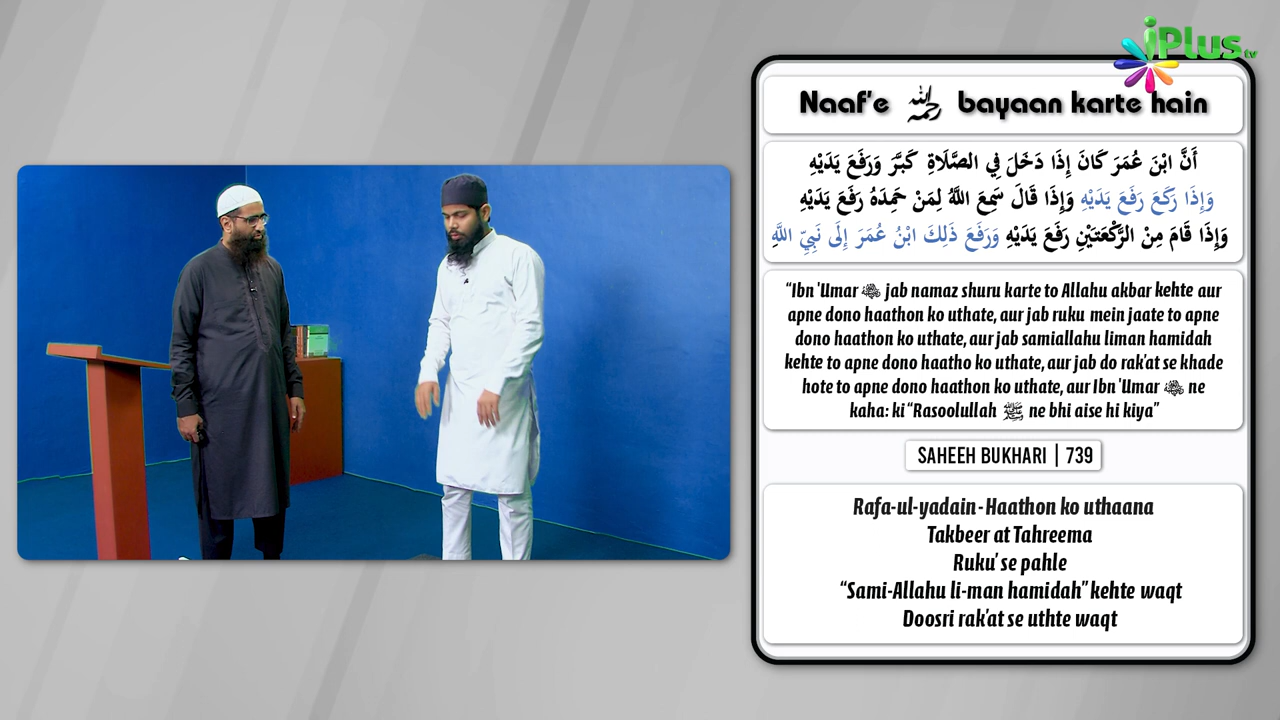 iPlus tv
Naaf'e رحمه الله bayaan karte hain
أَنَّ ابْنَ عُمَرَ كَانَ إِذَا دَخَلَ فِي الصَّلَاةِ كَبَّرَ وَرَفَعَ يَدَيْهِ
وَإِذَا رَكَعَ رَفَعَ يَدَيْهِ وَإِذَا قَالَ سَمِعَ اللَّهُ لِمَنْ حَمِدَهُ رَفَعَ يَدَيْهِ
وَإِذَا قَامَ مِنْ الرَّكْعَتَيْنِ رَفَعَ يَدَيْهِ وَرَفَعَ ذَلِكَ ابْنُ عُمَرَ إِلَى نَبِيِّ اللَّهِ
“Ibn 'Umar jab namaz shuru karte to Allahu akbar kehte aur
apne dono haathon ko uthate, aur jab ruku mein jaate to apne
dono haathon ko uthate, aur jab samiallahu liman hamidah
kehte to apne dono haatho ko uthate, aur jab do rak'at se khade
hote to apne dono haathon ko uthate, aur Ibn 'Umar ne
kaha: ki “Rasoolullah ﷺ ne bhi aise hi kiya”
SAHEEH BUKHARI | 739
Rafa-ul-yadain - Haathon ko uthaana
Takbeer at Tahreema
Ruku' se pahle
“Sami-Allahu li-man hamidah” kehte waqt
Doosri rak'at se uthte waqt